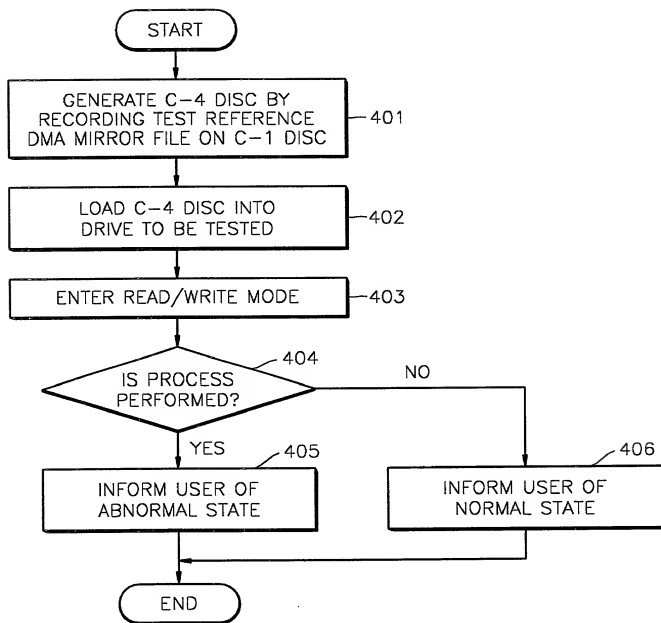 START
GENERATE C-4 DISC BY
RECORDING TEST REFERENCE
DMA MIRROR FILE ON C-1 DISC
401
LOAD C-4 DISC INTO
DRIVE TO BE TESTED
402
ENTER READ/WRITE MODE
403
404
IS PROCESS
PERFORMED?
NO
YES
405
406
INFORM USER OF
ABNORMAL STATE
INFORM USER OF
NORMAL STATE
END